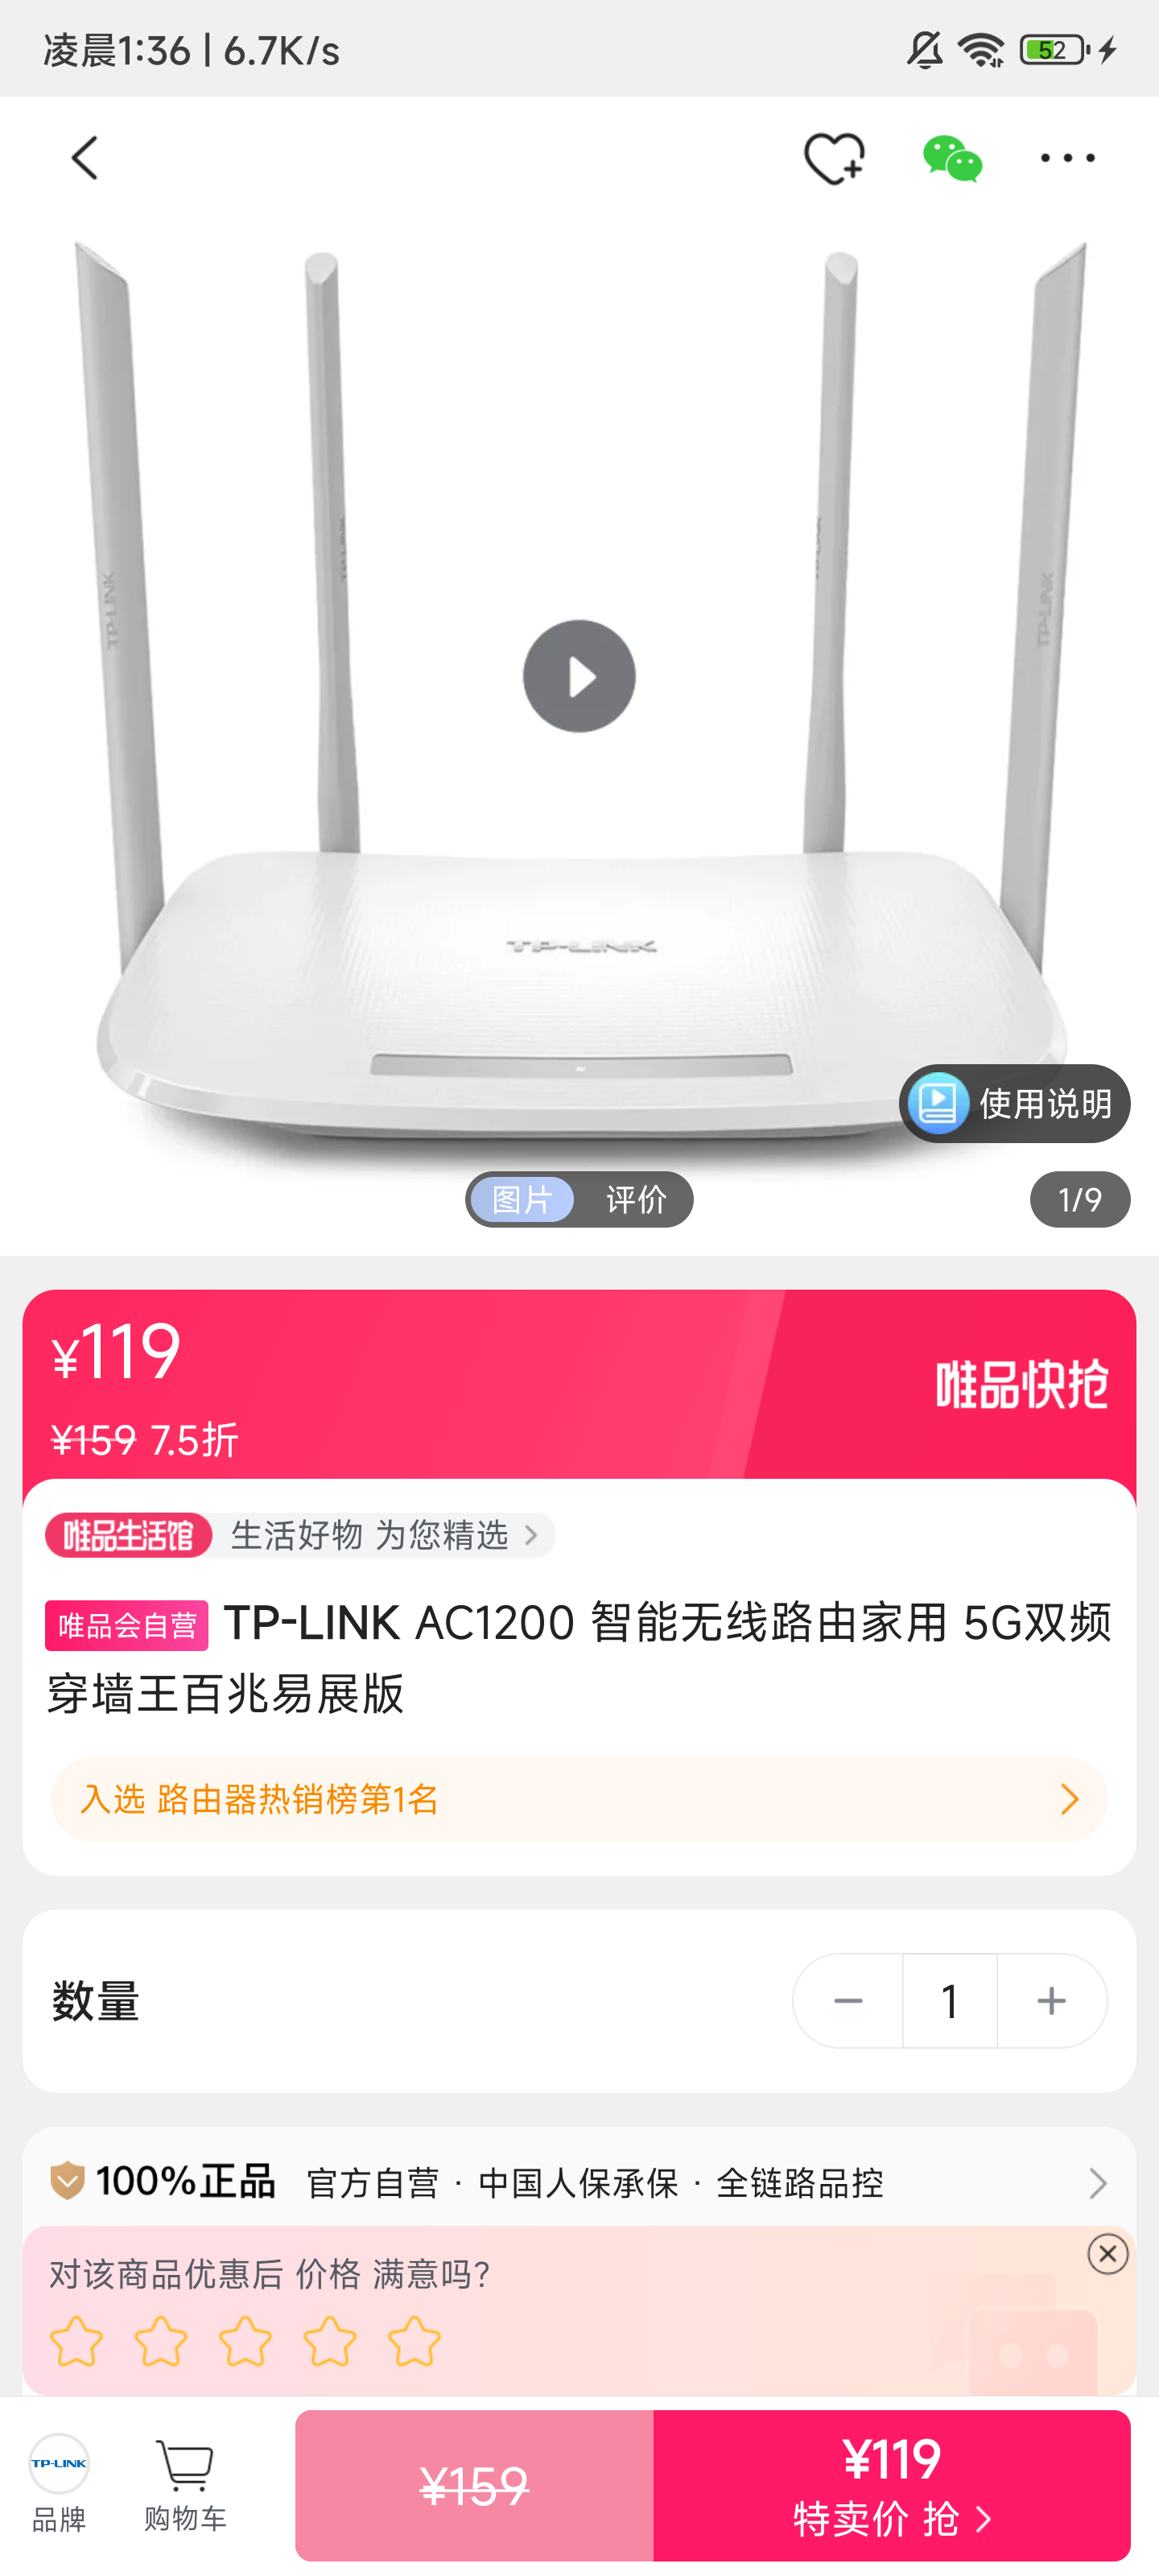 凌晨1:36 | 6.7K/s
52
TP-LINK
TP-LINK
TP-LINK
TP-LINK
TP-LINK
使用说明
图片 评价
1/9
¥119
¥159 7.5折
唯品快抢
唯品生活馆 生活好物 为您精选
唯品会自营 TP-LINK AC1200 智能无线路由家用 5G双频
穿墙王百兆易展版
入选 路由器热销榜第1名
数量
1
100%正品 官方自营 · 中国人保承保 · 全链路品控
对该商品优惠后 价格 满意吗?
TP-LINK
品牌
购物车
¥159
¥119
特卖价 抢